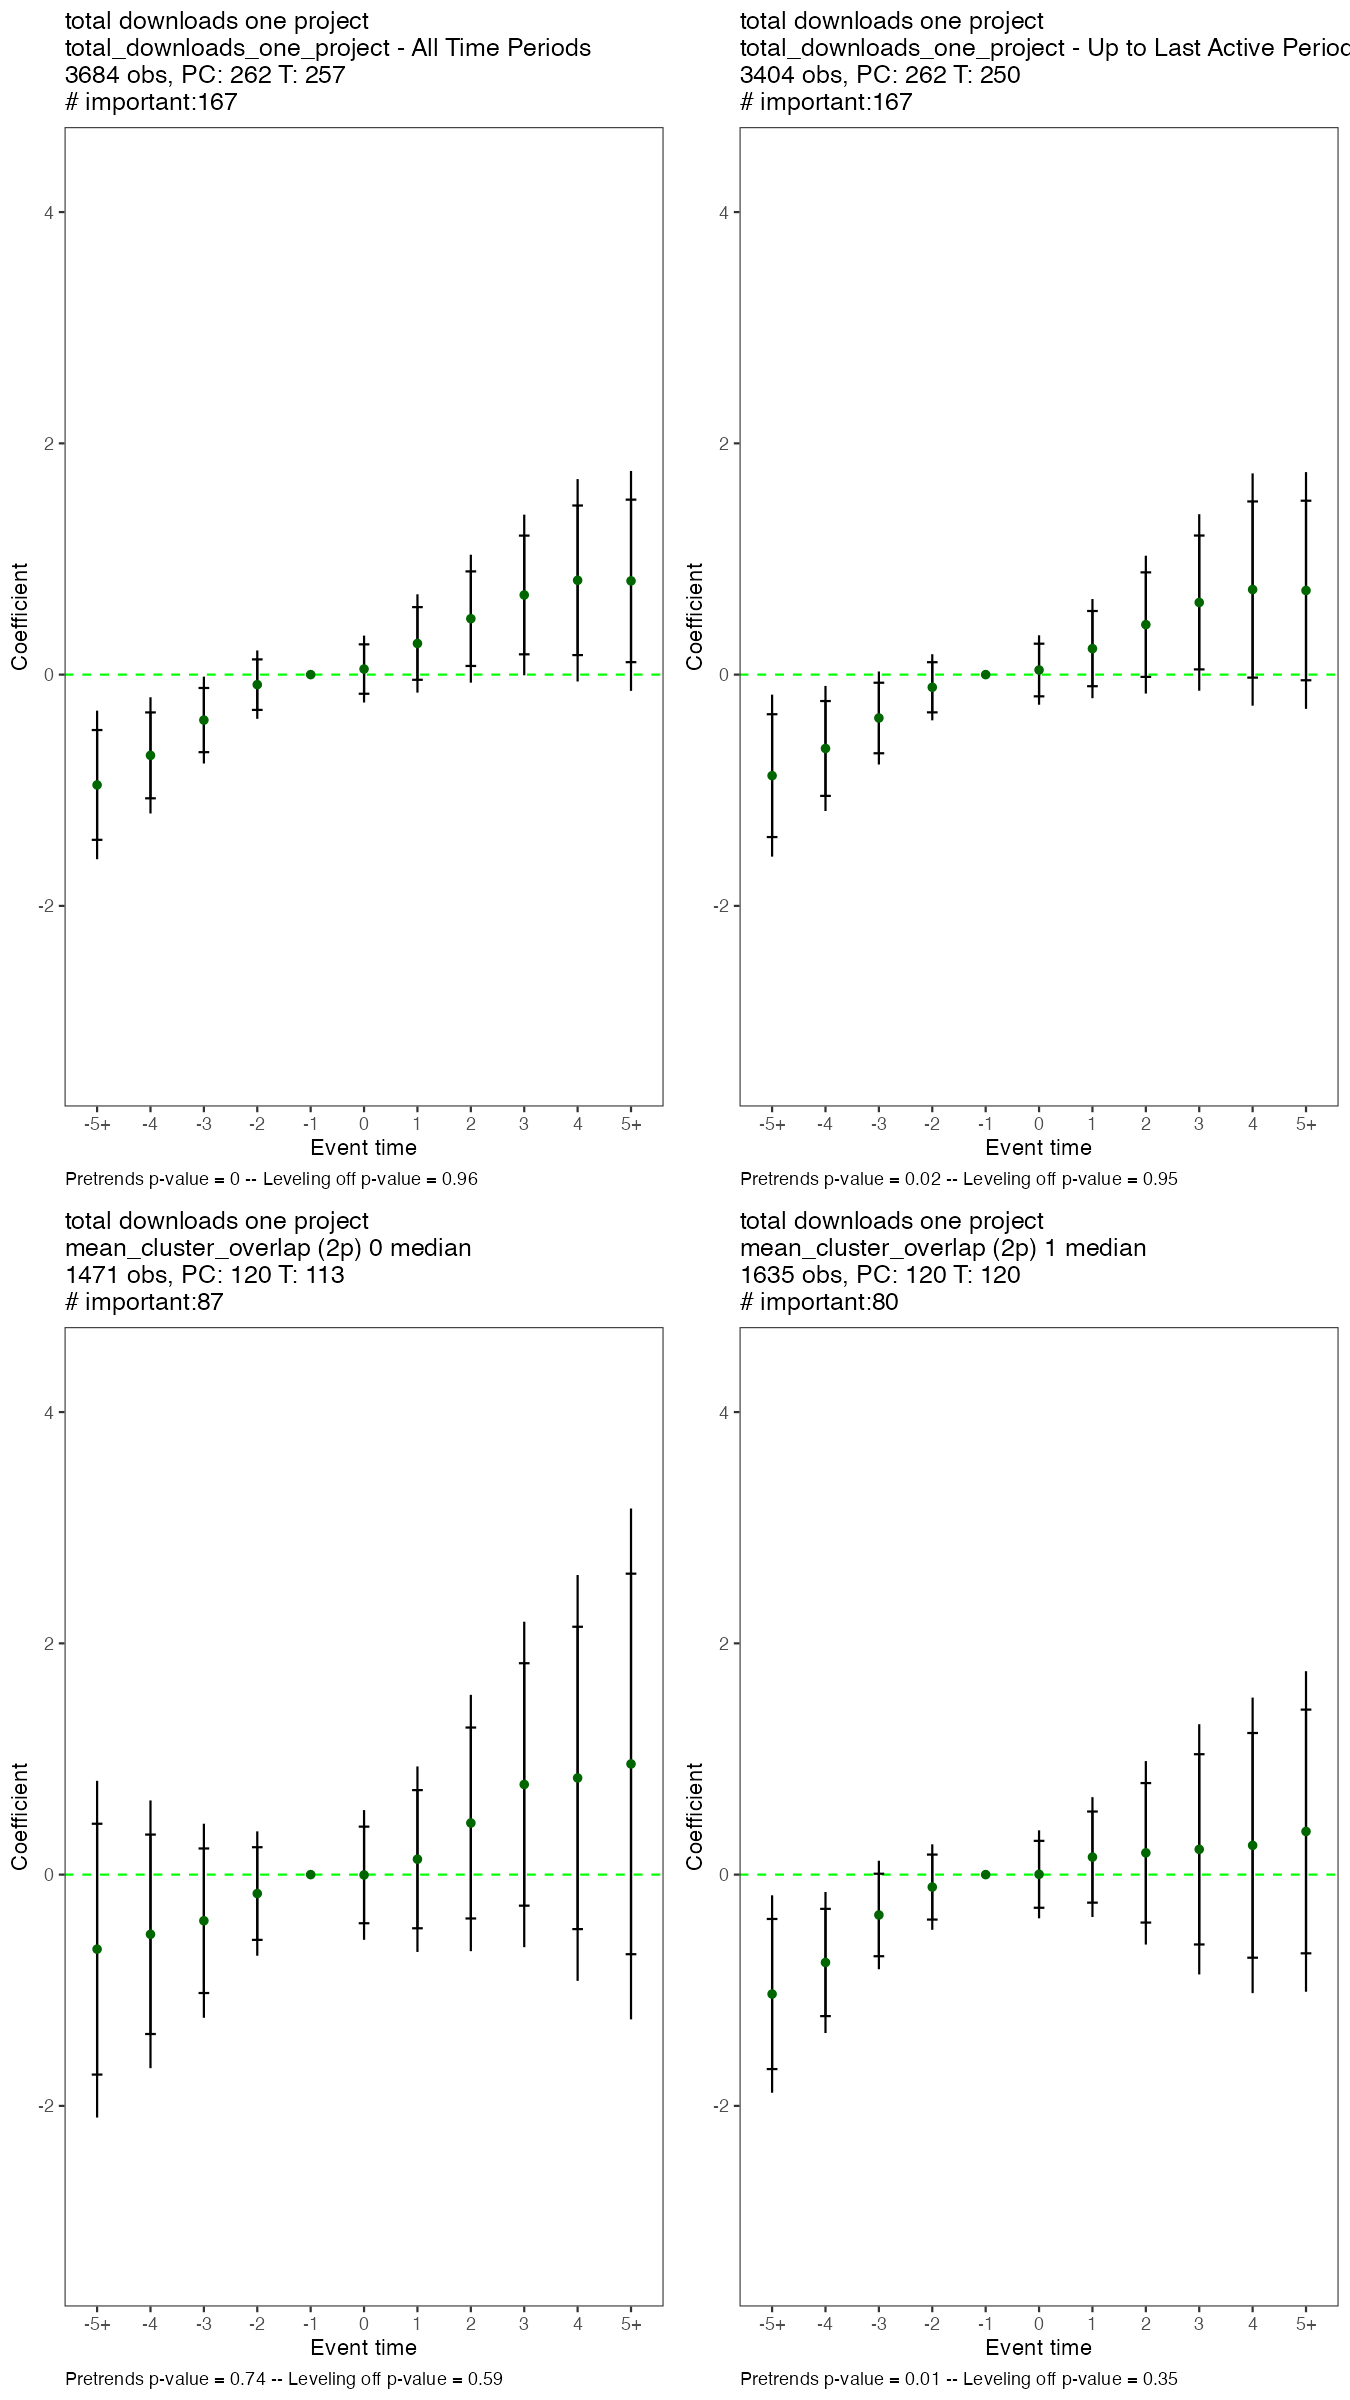 total downloads one project
total_downloads_one_project - All Time Periods
3684 obs, PC: 262 T: 257
# important:167
4
2
0
-2
Coefficient
-5+ -4 -3 -2 -1 0 1 2 3 4 5+
Event time
Pretrends p-value = 0 -- Leveling off p-value = 0.96
total downloads one project
total_downloads_one_project - Up to Last Active Period
3404 obs, PC: 262 T: 250
# important:167
4
2
0
-2
Coefficient
-5+ -4 -3 -2 -1 0 1 2 3 4 5+
Event time
Pretrends p-value = 0.02 -- Leveling off p-value = 0.95
total downloads one project
mean_cluster_overlap (2p) 0 median
1471 obs, PC: 120 T: 113
# important:87
4
2
0
-2
Coefficient
-5+ -4 -3 -2 -1 0 1 2 3 4 5+
Event time
Pretrends p-value = 0.74 -- Leveling off p-value = 0.59
total downloads one project
mean_cluster_overlap (2p) 1 median
1635 obs, PC: 120 T: 120
# important:80
4
2
0
-2
Coefficient
-5+ -4 -3 -2 -1 0 1 2 3 4 5+
Event time
Pretrends p-value = 0.01 -- Leveling off p-value = 0.35